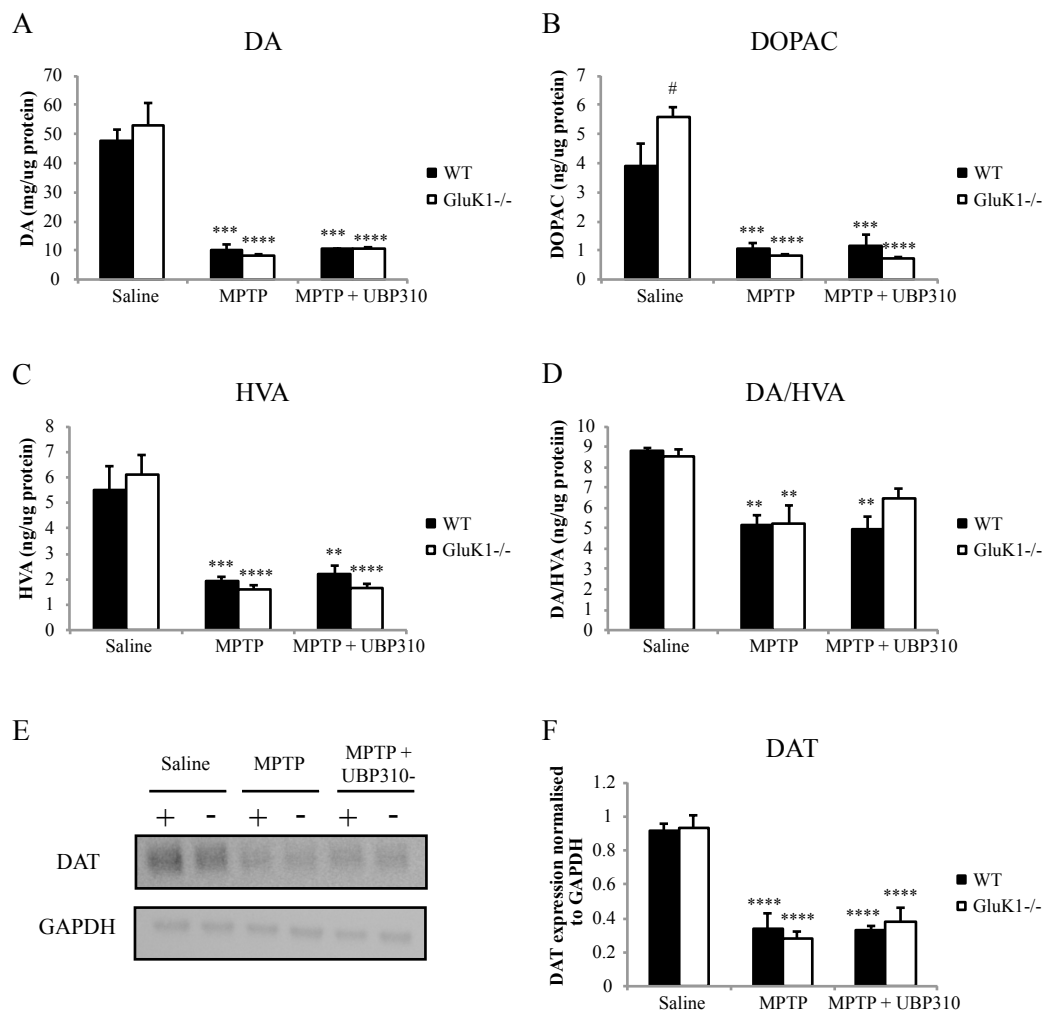 A
DA
DA (mg/ug protein)
70
60
50
40
30
20
10
0
***
****
***
****
Saline
MPTP
MPTP + UBP310
WT
GluK1-/-
B
DOPAC
DOPAC (ng/ug protein)
7
6
5
4
3
2
1
0
#
***
****
***
****
Saline
MPTP
MPTP + UBP310
WT
GluK1-/-
C
HVA
HVA (ng/ug protein)
8
7
6
5
4
3
2
1
0
***
****
**
****
Saline
MPTP
MPTP + UBP310
WT
GluK1-/-
D
DA/HVA
DA/HVA (ng/ug proteiin)
10
9
8
7
6
5
4
3
2
1
0
**
**
**
Saline
MPTP
MPTP + UBP310
WT
GluK1-/-
E
Saline
MPTP
MPTP +
UBP310-
+ - + - + -
DAT
GAPDH
F
DAT
DAT expression normalised
to GAPDH
1.2
1
0.8
0.6
0.4
0.2
0
****
****
****
****
Saline
MPTP
MPTP + UBP310
WT
GluK1-/-